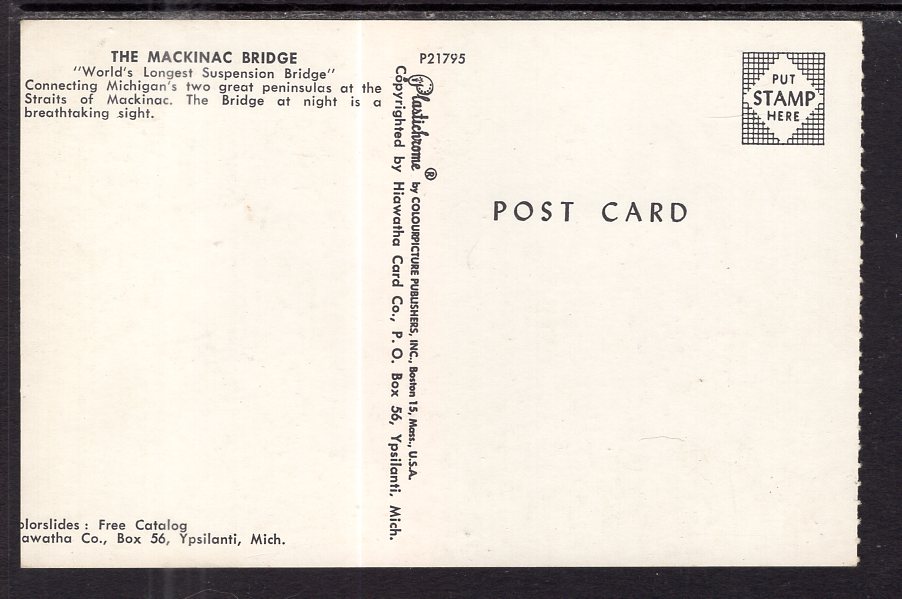 THE MACKINAC BRIDGE
"World's Longest Suspension Bridge"
Connecting Michigan's two great peninsulas at the
Straits of Mackinac. The Bridge at night is a
breathtaking sight.
olorslides : Free Catalog
awatha Co., Box 56, Ypsilanti, Mich.
P21795
Plastichrome ® by COLOURPICTURE PUBLISHERS, INC., Boston 15, Mass., U.S.A.
Copyrighted by Hiawatha Card Co., P. O. Box 56, Ypsilanti, Mich.
POST CARD
PUT
STAMP
HERE